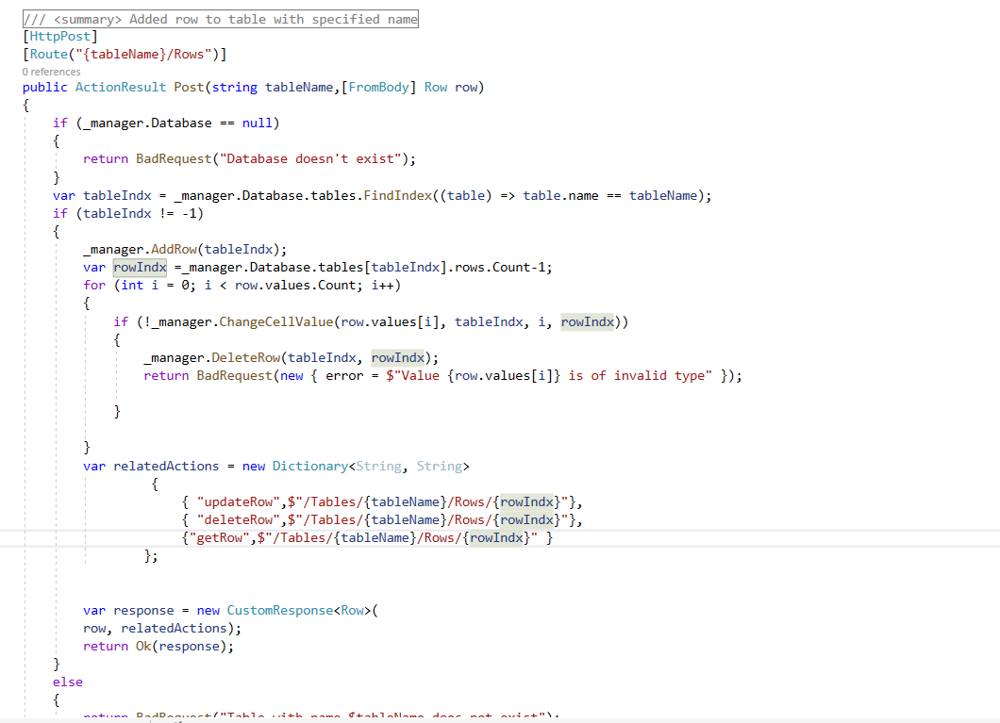 /// <summary> Added row to table with specified name
[HttpPost]
[Route("{tableName}/Rows")]
0 references
public ActionResult Post(string tableName,[FromBody] Row row)
{
if (_manager.Database == null)
{
return BadRequest("Database doesn't exist");
}
var tableIndx = _manager.Database.tables.FindIndex((table) => table.name == tableName);
if (tableIndx != -1)
{
_manager.AddRow(tableIndx);
var rowIndx =_manager.Database.tables[tableIndx].rows.Count-1;
for (int i = 0; i < row.values.Count; i++)
{
if (!_manager.ChangeCellValue(row.values[i], tableIndx, i, rowIndx))
{
_manager.DeleteRow(tableIndx, rowIndx);
return BadRequest(new { error = $"Value {row.values[i]} is of invalid type" });
}
}
var relatedActions = new Dictionary<String, String>
{
{ "updateRow",$"/Tables/{tableName}/Rows/{rowIndx}"},
{ "deleteRow",$"/Tables/{tableName}/Rows/{rowIndx}"},
{"getRow",$"/Tables/{tableName}/Rows/{rowIndx}" }
};
var response = new CustomResponse<Row>(
row, relatedActions);
return Ok(response);
}
else
{
return BadRequest("Table with name $tableName does not exist");